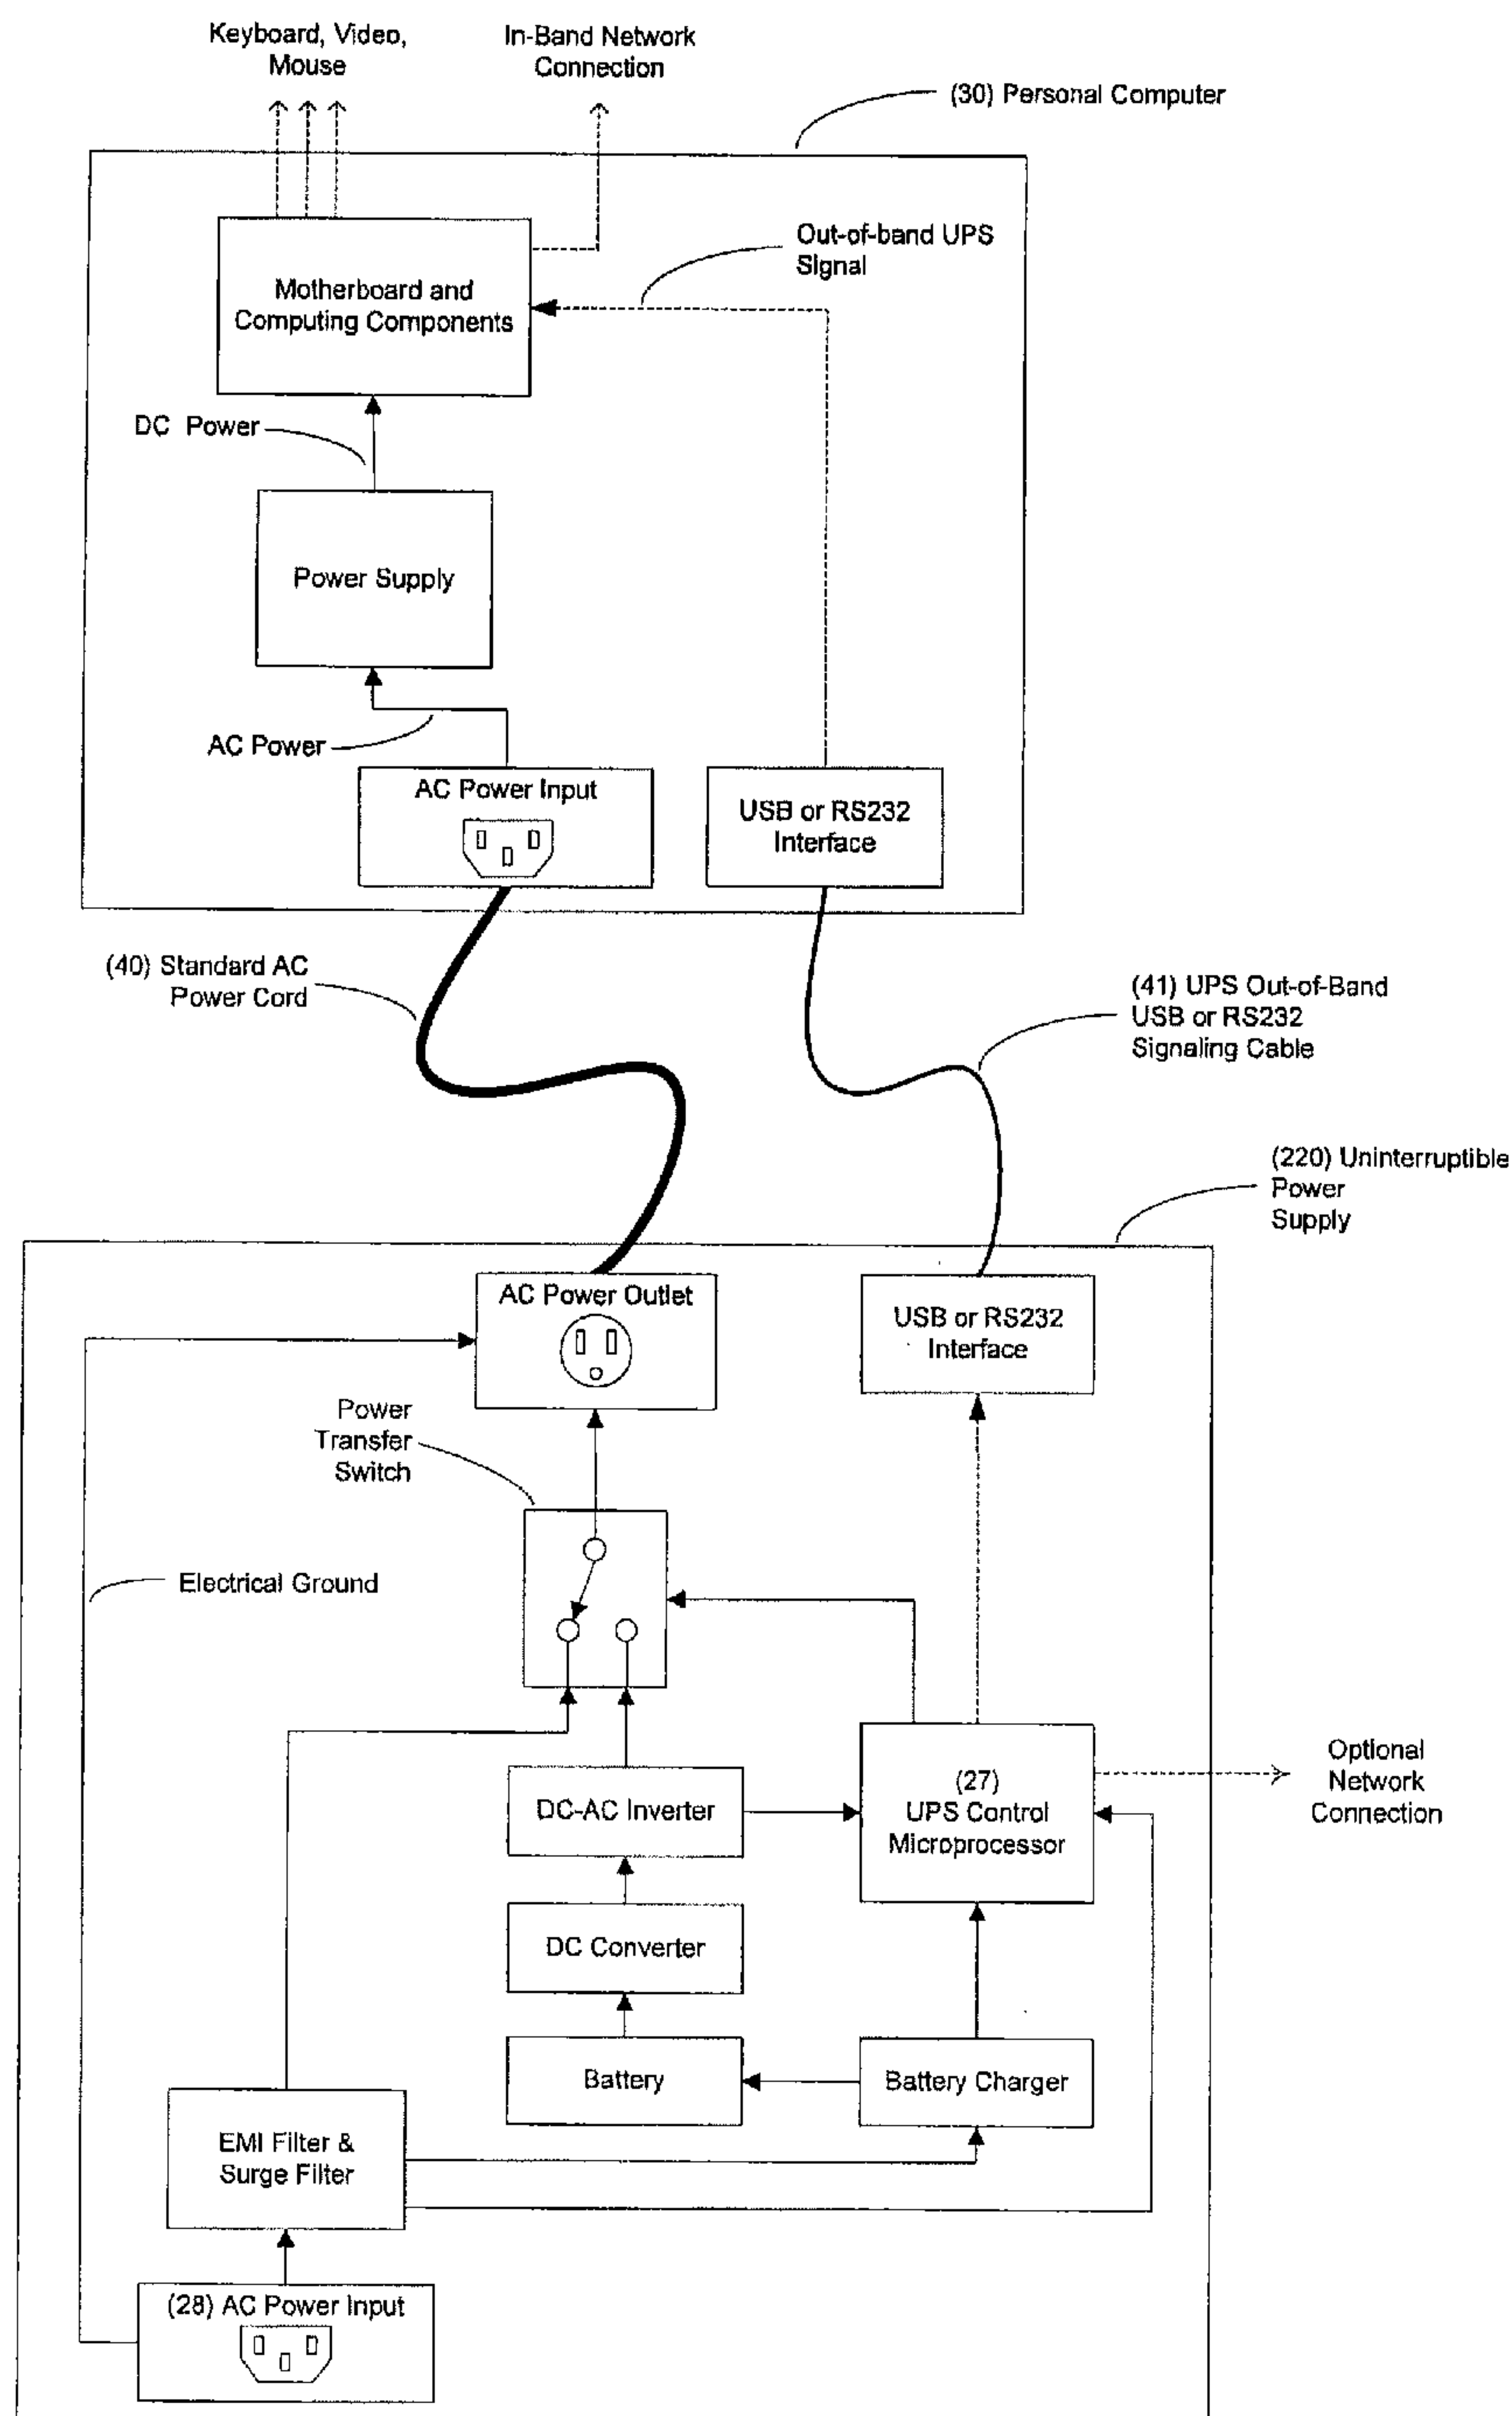 Keyboard, Video,
Mouse
In-Band Network
Connection
(30) Personal Computer
Out-of-band UPS
Signal
Motherboard and
Computing Components
DC Power
Power Supply
AC Power
AC Power Input
USB or RS232
Interface
(40) Standard AC
Power Cord
(41) UPS Out-of-Band
USB or RS232
Signaling Cable
(220) Uninterruptible
Power
Supply
AC Power Outlet
USB or RS232
Interface
Power
Transfer
Switch
Electrical Ground
Optional
Network
Connection
DC-AC Inverter
(27)
UPS Control
Microprocessor
DC Converter
Battery
Battery Charger
EMI Filter &
Surge Filter
(28) AC Power Input